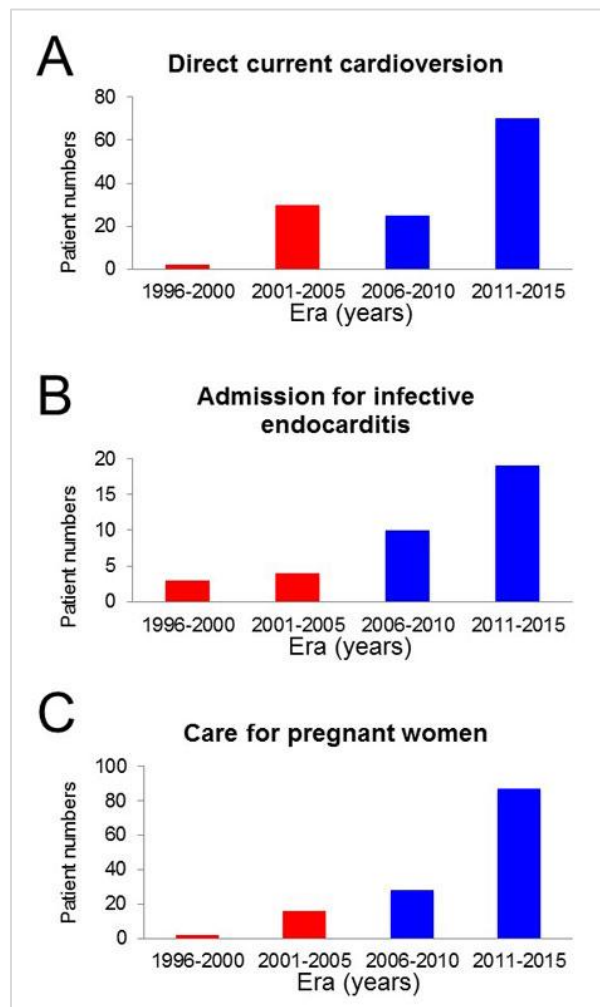 A
Direct current cardioversion
Patient numbers
80
60
40
20
0
1996-2000 2001-2005 2006-2010 2011-2015
Era (years)
B
Admission for infective
endocarditis
Patient numbers
20
15
10
5
0
1996-2000 2001-2005 2006-2010 2011-2015
Era (years)
C
Care for pregnant women
Patient numbers
100
80
60
40
20
0
1996-2000 2001-2005 2006-2010 2011-2015
Era (years)